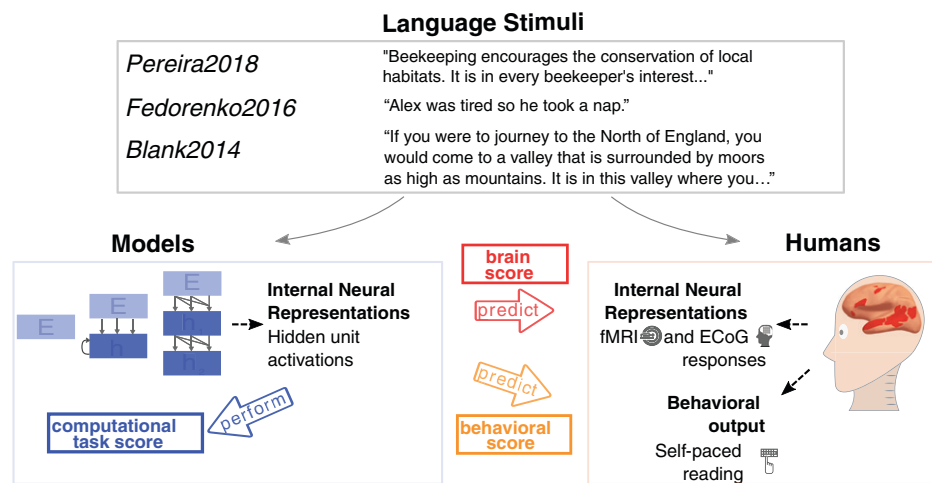 Language Stimuli
Pereira2018
"Beekeeping encourages the conservation of local
habitats. It is in every beekeeper's interest..."
Fedorenko2016
“Alex was tired so he took a nap.”
Blank2014
“If you were to journey to the North of England, you
would come to a valley that is surrounded by moors
as high as mountains. It is in this valley where you…”
Models
E
E
h
E
h
h
Internal Neural
Representations
Hidden unit
activations
perform
computational
task score
brain
score
predict
predict
behavioral
score
Humans
Internal Neural
Representations
fMRI and ECoG
responses
Behavioral
output
Self-paced
reading